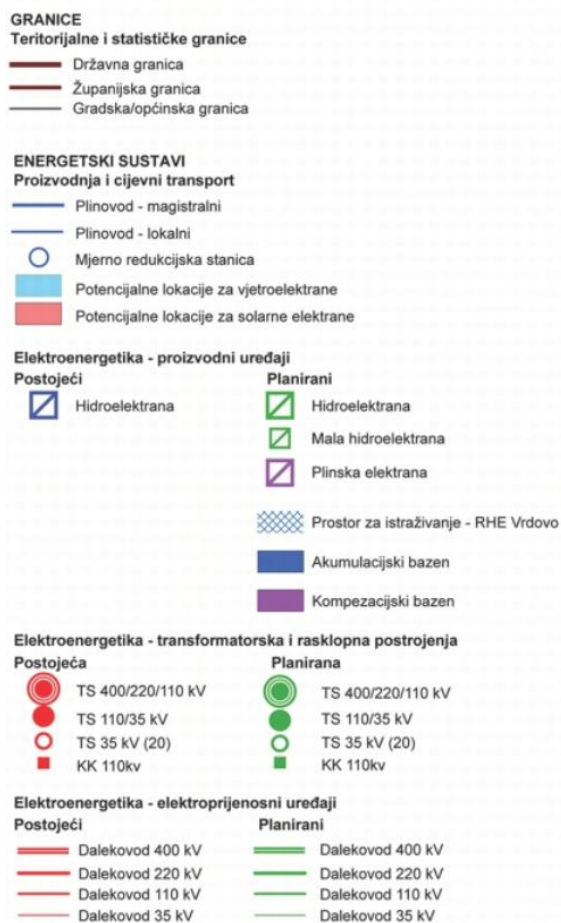 GRANICE
Teritorijalne i statističke granice
Državna granica
Županijska granica
Gradska/općinska granica
ENERGETSKI SUSTAVI
Proizvodnja i cijevni transport
Plinovod - magistralni
Plinovod - lokalni
Mjerno redukcijska stanica
Potencijalne lokacije za vjetroelektrane
Potencijalne lokacije za solarne elektrane
Elektroenergetika - proizvodni uređaji
Postojeći Planirani
Hidroelektrana Hidroelektrana
Mala hidroelektrana
Plinska elektrana
Prostor za istraživanje - RHE Vrdovo
Akumulacijski bazen
Kompezacijski bazen
Elektroenergetika - transformatorska i rasklopna postrojenja
Postojeća Planirana
TS 400/220/110 kV TS 400/220/110 kV
TS 110/35 kV TS 110/35 kV
TS 35 kV (20) TS 35 kV (20)
KK 110kv KK 110kv
Elektroenergetika - elektroprijenosni uređaji
Postojeći Planirani
Dalekovod 400 kV Dalekovod 400 kV
Dalekovod 220 kV Dalekovod 220 kV
Dalekovod 110 kV Dalekovod 110 kV
Dalekovod 35 kV Dalekovod 35 kV